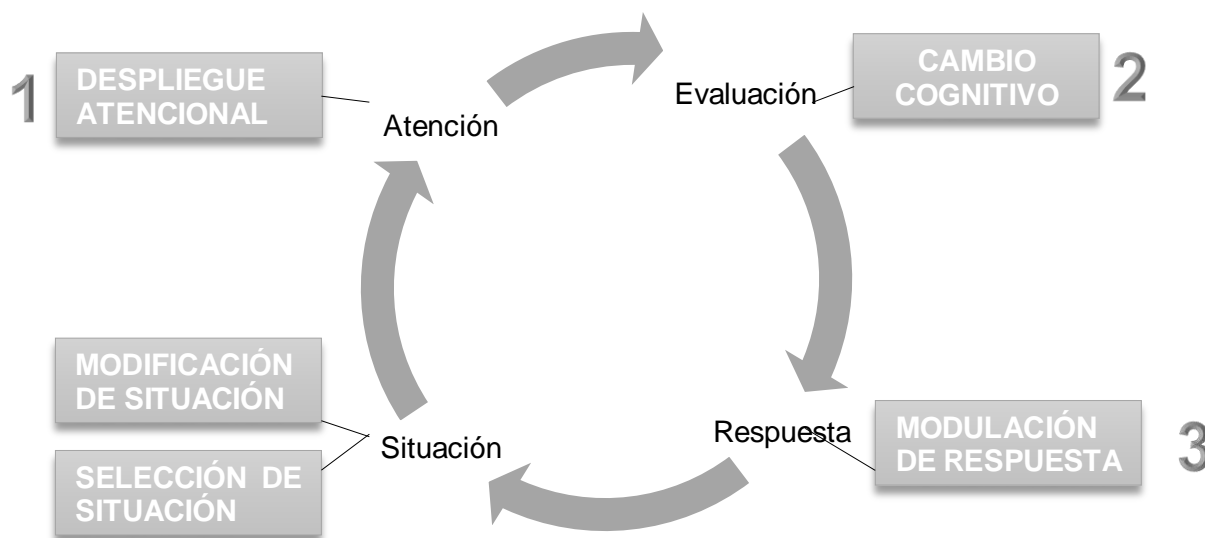 1
DESPLIEGUE
ATENCIONAL
Atención
Evaluación
CAMBIO
COGNITIVO
2
MODIFICACIÓN
DE SITUACIÓN
SELECCIÓN DE
SITUACIÓN
Situación
Respuesta
MODULACIÓN
DE RESPUESTA
3